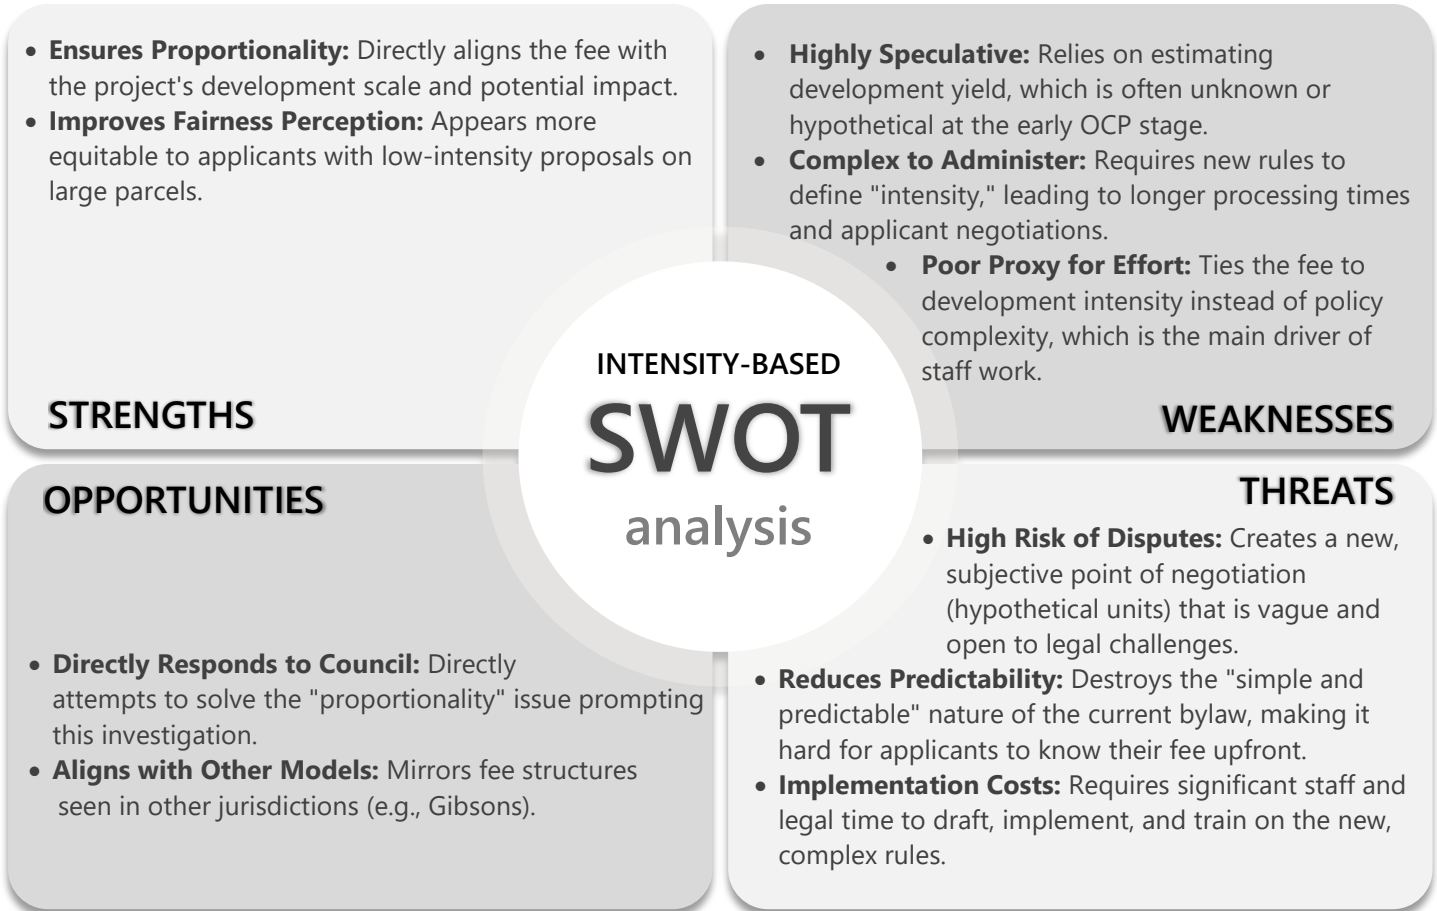 • Ensures Proportionality: Directly aligns the fee with
the project's development scale and potential impact.
• Improves Fairness Perception: Appears more
equitable to applicants with low-intensity proposals on
large parcels.
STRENGTHS
• Highly Speculative: Relies on estimating
development yield, which is often unknown or
hypothetical at the early OCP stage.
• Complex to Administer: Requires new rules to
define "intensity," leading to longer processing times
and applicant negotiations.
• Poor Proxy for Effort: Ties the fee to
development intensity instead of policy
complexity, which is the main driver of
staff work.
WEAKNESSES
INTENSITY-BASED
SWOT
analysis
OPPORTUNITIES
• Directly Responds to Council: Directly
attempts to solve the "proportionality" issue prompting
this investigation.
• Aligns with Other Models: Mirrors fee structures
seen in other jurisdictions (e.g., Gibsons).
THREATS
• High Risk of Disputes: Creates a new,
subjective point of negotiation
(hypothetical units) that is vague and
open to legal challenges.
• Reduces Predictability: Destroys the "simple and
predictable" nature of the current bylaw, making it
hard for applicants to know their fee upfront.
• Implementation Costs: Requires significant staff and
legal time to draft, implement, and train on the new,
complex rules.